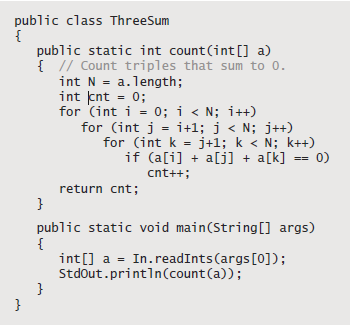 public class ThreeSum
{
public static int count(int[] a)
{ // Count triples that sum to 0.
int N = a.length;
int cnt = 0;
for (int i = 0; i < N; i++)
for (int j = i+1; j < N; j++)
for (int k = j+1; k < N; k++)
if (a[i] + a[j] + a[k] == 0)
cnt++;
return cnt;
}
public static void main(String[] args)
{
int[] a = In.readInts(args[0]);
StdOut.println(count(a));
}
}